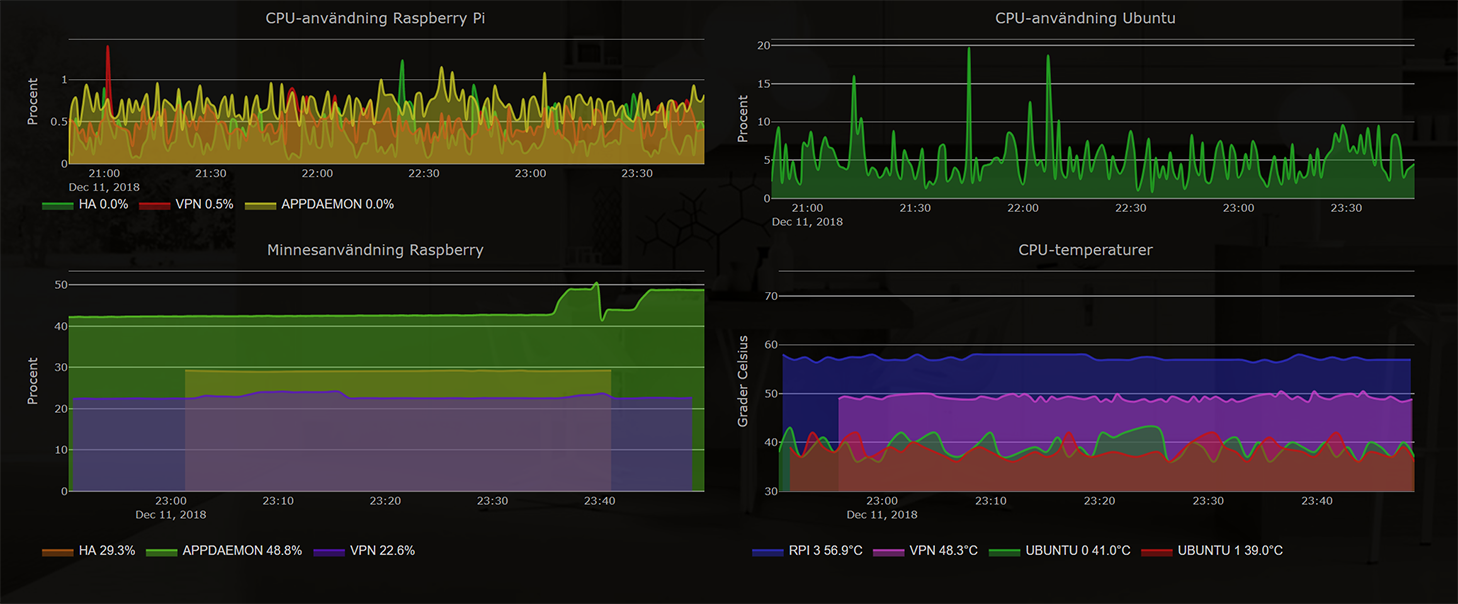 CPU-användning Raspberry Pi
Procent
1
0.5
0
21:00 21:30 22:00 22:30 23:00 23:30
Dec 11, 2018
HA 0.0% VPN 0.5% APPDAEMON 0.0%
CPU-användning Ubuntu
Procent
20
15
10
5
0
21:00 21:30 22:00 22:30 23:00 23:30
Dec 11, 2018
Minnesanvändning Raspberry
Procent
50
40
30
20
10
0
23:00 23:10 23:20 23:30 23:40
Dec 11, 2018
HA 29.3% APPDAEMON 48.8% VPN 22.6%
CPU-temperaturer
Grader Celsius
70
60
50
40
30
23:00 23:10 23:20 23:30 23:40
Dec 11, 2018
RPI 3 56.9°C VPN 48.3°C UBUNTU 0 41.0°C UBUNTU 1 39.0°C